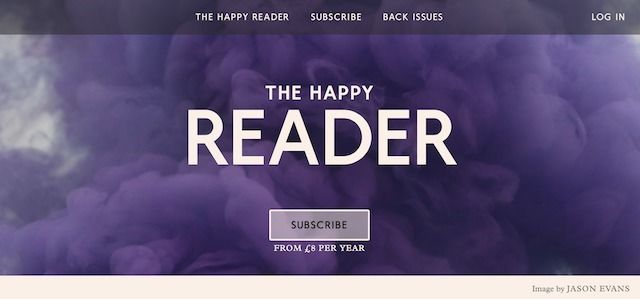 THE HAPPY READER SUBSCRIBE BACK ISSUES LOG IN
THE HAPPY
READER
SUBSCRIBE
FROM £8 PER YEAR
Image by JASON EVANS